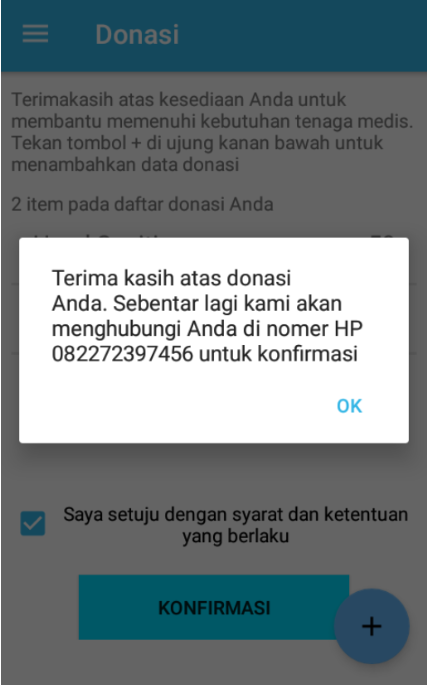 Donasi
Terimakasih atas kesediaan Anda untuk
membantu memenuhi kebutuhan tenaga medis.
Tekan tombol + di ujung kanan bawah untuk
menambahkan data donasi
2 item pada daftar donasi Anda
Terima kasih atas donasi
Anda. Sebentar lagi kami akan
menghubungi Anda di nomer HP
082272397456 untuk konfirmasi
OK
Saya setuju dengan syarat dan ketentuan
yang berlaku
KONFIRMASI
+